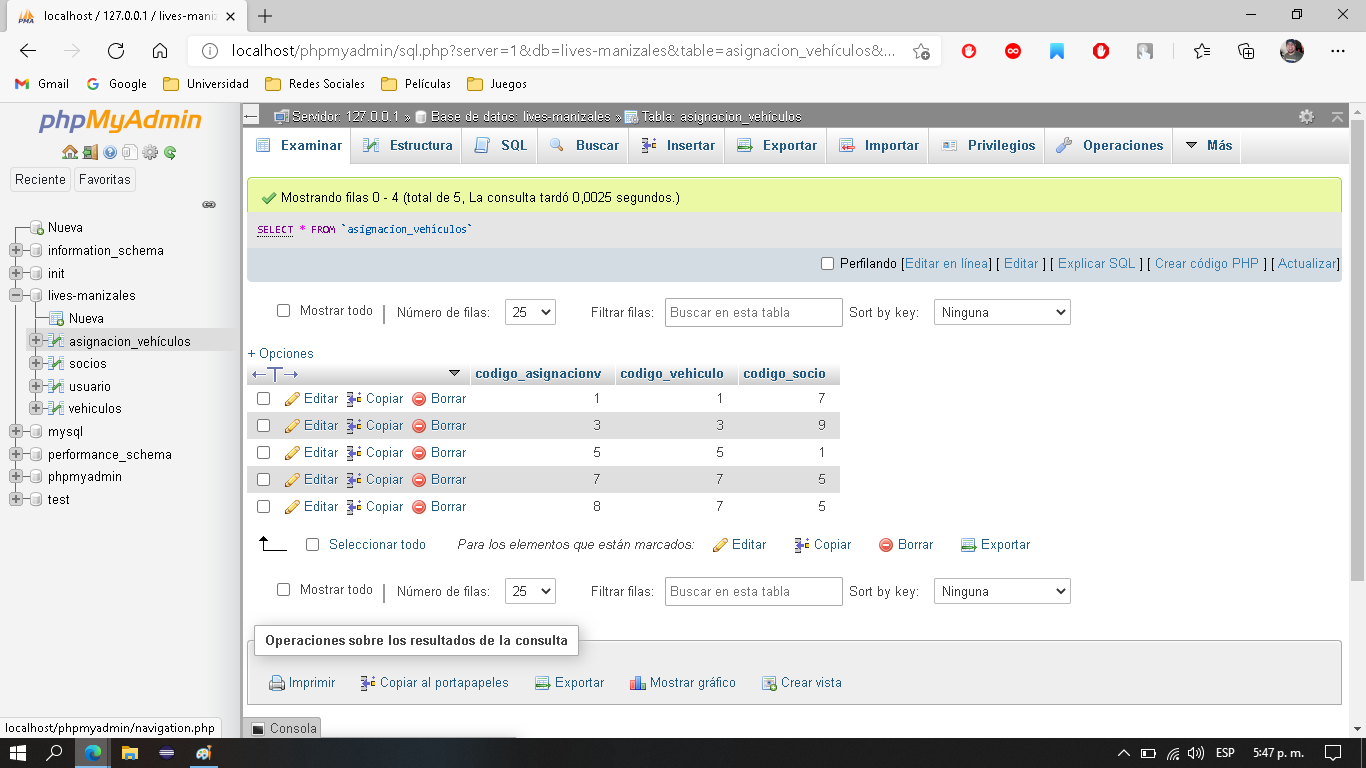 localhost / 127.0.0.1 / lives-maniz
localhost/phpmyadmin/sql.php?server=1&db=lives-manizales&table=asignacion_vehículos&...
Gmail Google Universidad Redes Sociales Películas Juegos
phpMyAdmin
Reciente Favoritas
Nueva
information_schema
init
lives-manizales
Nueva
asignacion_vehículos
socios
usuario
vehiculos
mysql
performance_schema
phpmyadmin
test
Servidor: 127.0.0.1 » Base de datos: lives-manizales » Tabla: asignacion_vehículos
Examinar Estructura SQL Buscar Insertar Exportar Importar Privilegios Operaciones Más
Mostrando filas 0 - 4 (total de 5, La consulta tardó 0,0025 segundos.)
SELECT * FROM `asignacion_vehículos`
Perfilando [Editar en línea] [ Editar ] [ Explicar SQL ] [ Crear código PHP ] [ Actualizar]
Mostrar todo | Número de filas: 25 Filtrar filas: Buscar en esta tabla Sort by key: Ninguna
+ Opciones
←T→ codigo_asignacionv codigo_vehiculo codigo_socio
Editar Copiar Borrar 1 1 7
Editar Copiar Borrar 3 3 9
Editar Copiar Borrar 5 5 1
Editar Copiar Borrar 7 7 5
Editar Copiar Borrar 8 7 5
Seleccionar todo Para los elementos que están marcados: Editar Copiar Borrar Exportar
Mostrar todo | Número de filas: 25 Filtrar filas: Buscar en esta tabla Sort by key: Ninguna
Operaciones sobre los resultados de la consulta
Imprimir Copiar al portapapeles Exportar Mostrar gráfico Crear vista
localhost/phpmyadmin/navigation.php
Consola
ESP 5:47 p. m.